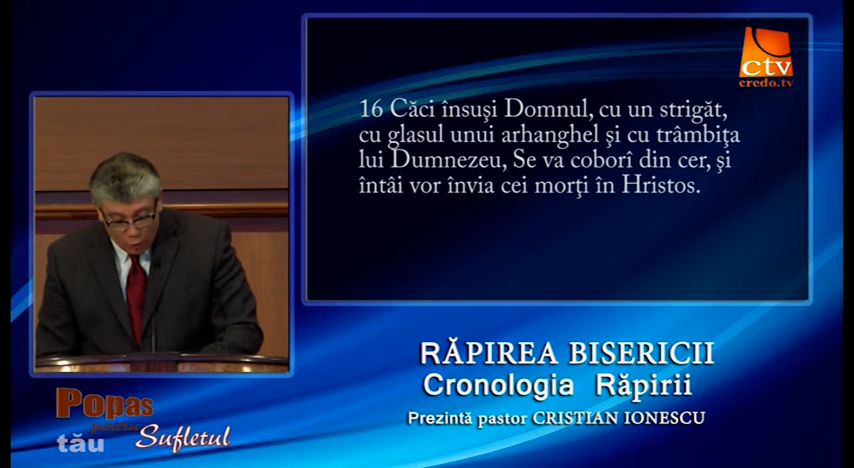 ctv
credo.tv
16 Căci însuşi Domnul, cu un strigăt,
cu glasul unui arhanghel şi cu trâmbiţa
lui Dumnezeu, Se va coborî din cer, şi
întâi vor învia cei morţi în Hristos.
RĂPIREA BISERICII
Cronologia Răpirii
Prezintă pastor CRISTIAN IONESCU
Popas
pentru
Sufletul
tău